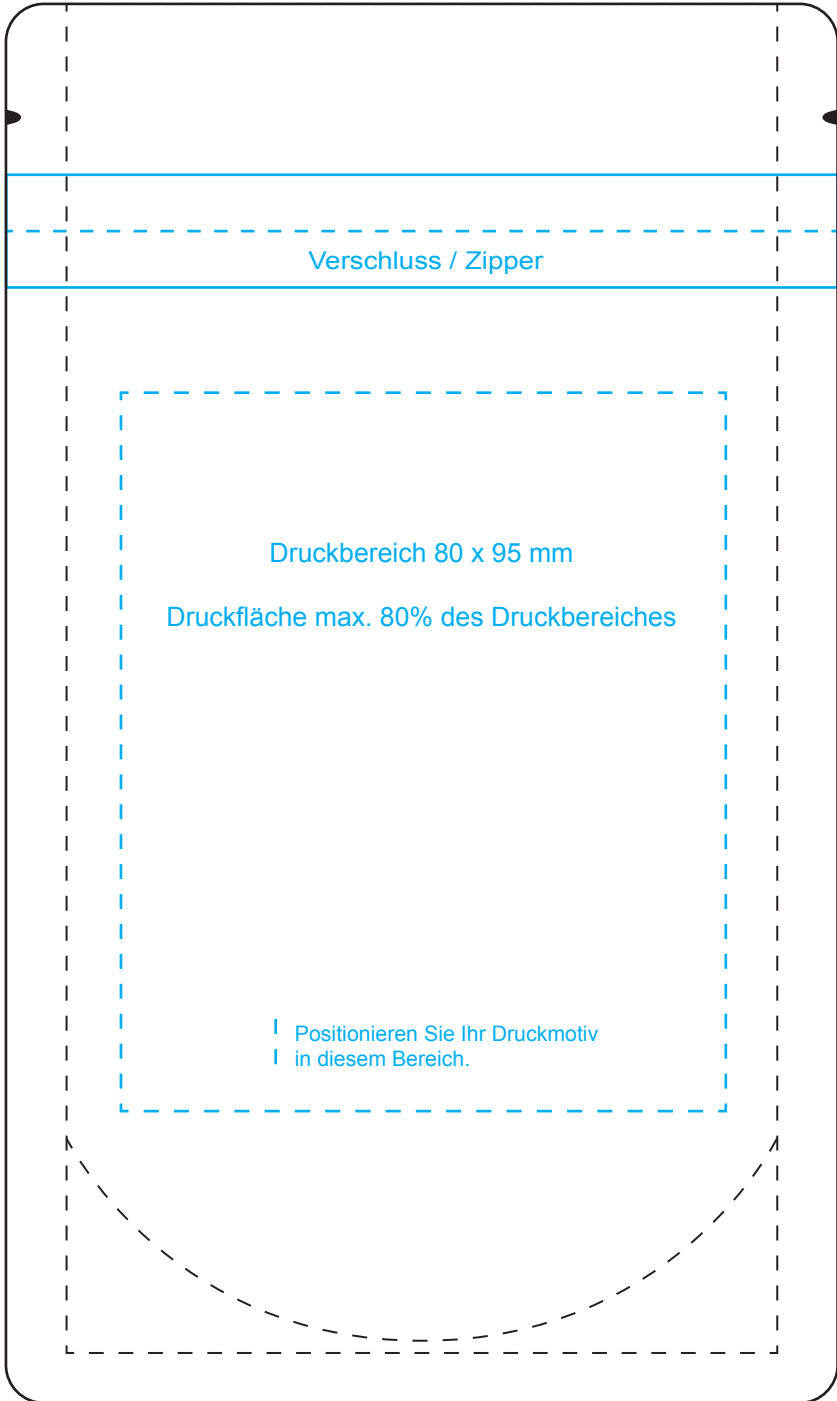 Verschluss / Zipper
Druckbereich 80 x 95 mm
Druckfläche max. 80% des Druckbereiches
Positionieren Sie Ihr Druckmotiv
in diesem Bereich.